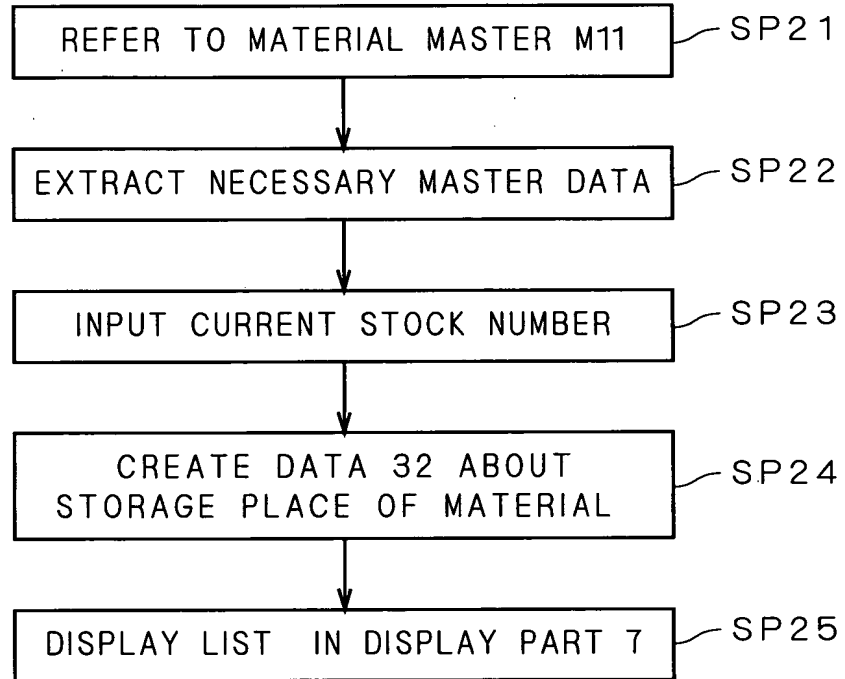 REFER TO MATERIAL MASTER M11 SP21
EXTRACT NECESSARY MASTER DATA SP22
INPUT CURRENT STOCK NUMBER SP23
CREATE DATA 32 ABOUT
STORAGE PLACE OF MATERIAL SP24
DISPLAY LIST IN DISPLAY PART 7 SP25